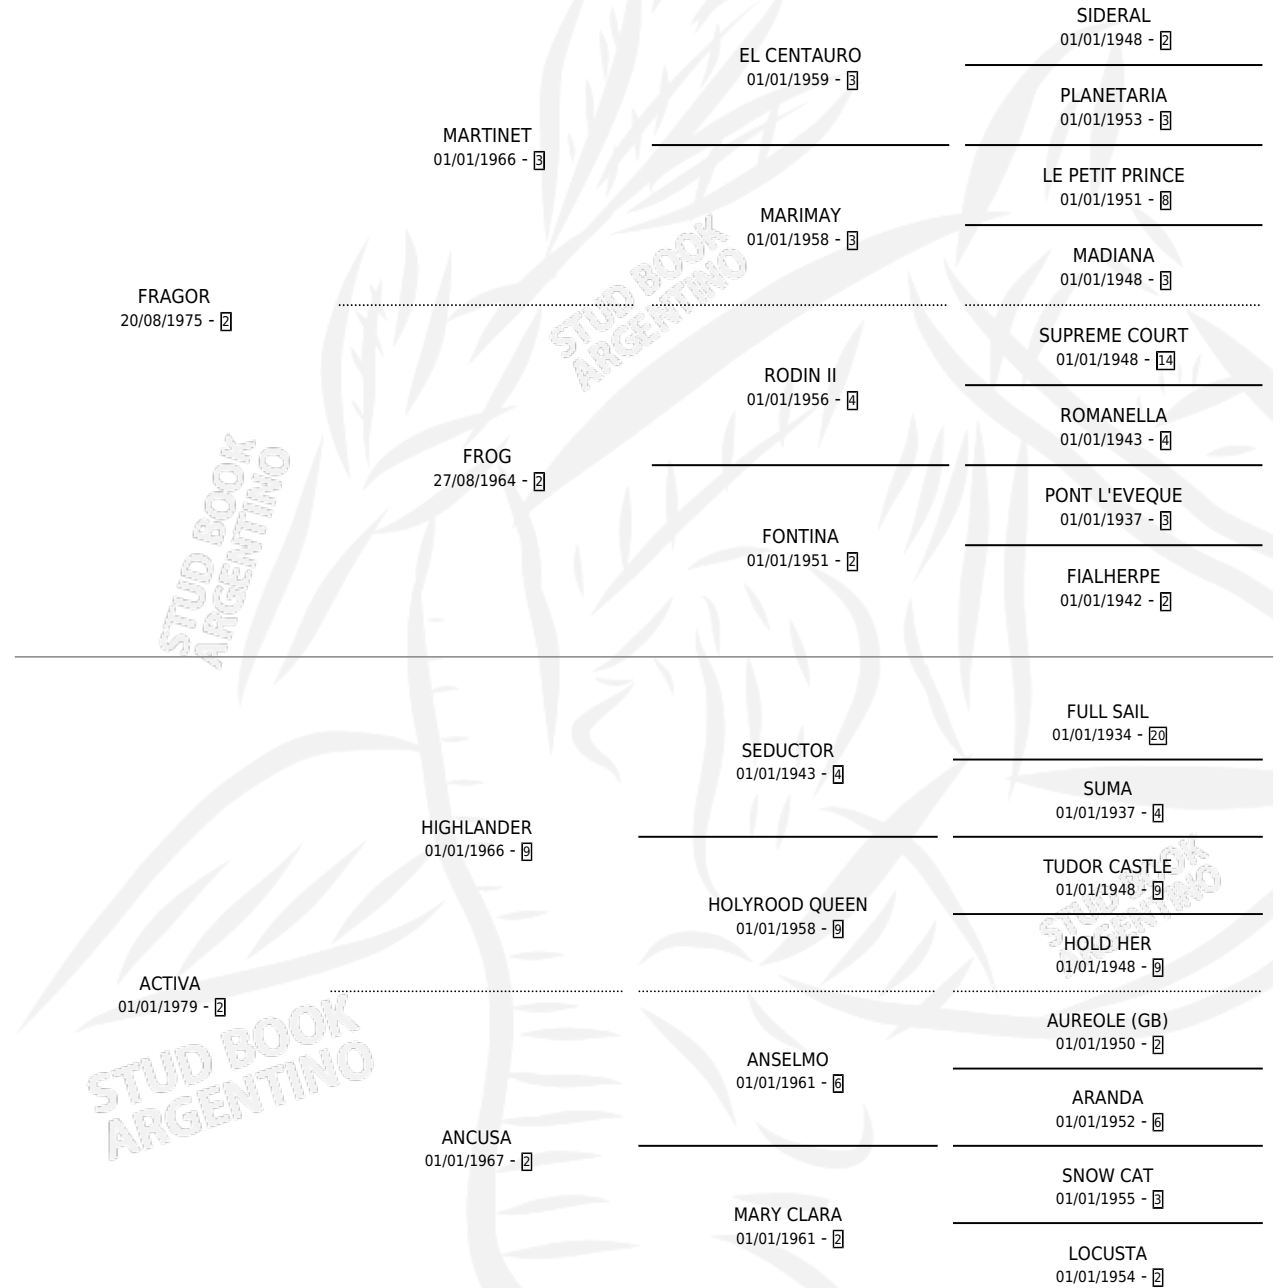 SIDERAL
01/01/1948 - 2
EL CENTAURO
01/01/1959 - 3
PLANETARIA
01/01/1953 - 3
MARTINET
01/01/1966 - 3
LE PETIT PRINCE
01/01/1951 - 8
MARIMAY
01/01/1958 - 3
MADIANA
01/01/1948 - 3
STUD BOOK
ARGENTINO
FRAGOR
20/08/1975 - 2
SUPREME COURT
01/01/1948 - 14
RODIN II
01/01/1956 - 4
ROMANELLA
01/01/1943 - 4
FROG
27/08/1964 - 2
PONT L'EVEQUE
01/01/1937 - 3
FONTINA
01/01/1951 - 2
FIALHERPE
01/01/1942 - 2
STUD BOOK
ARGENTINO
FULL SAIL
01/01/1934 - 20
SEDUCTOR
01/01/1943 - 4
SUMA
01/01/1937 - 4
HIGHLANDER
01/01/1966 - 9
TUDOR CASTLE
01/01/1948 - 9
HOLYROOD QUEEN
01/01/1958 - 9
HOLD HER
01/01/1948 - 9
STUD BOOK
ARGENTINO
ACTIVA
01/01/1979 - 2
AUREOLE (GB)
01/01/1950 - 2
ANSELMO
01/01/1961 - 6
ARANDA
01/01/1952 - 6
STUD BOOK
ARGENTINO
ANCUSA
01/01/1967 - 2
SNOW CAT
01/01/1955 - 3
MARY CLARA
01/01/1961 - 2
LOCUSTA
01/01/1954 - 2